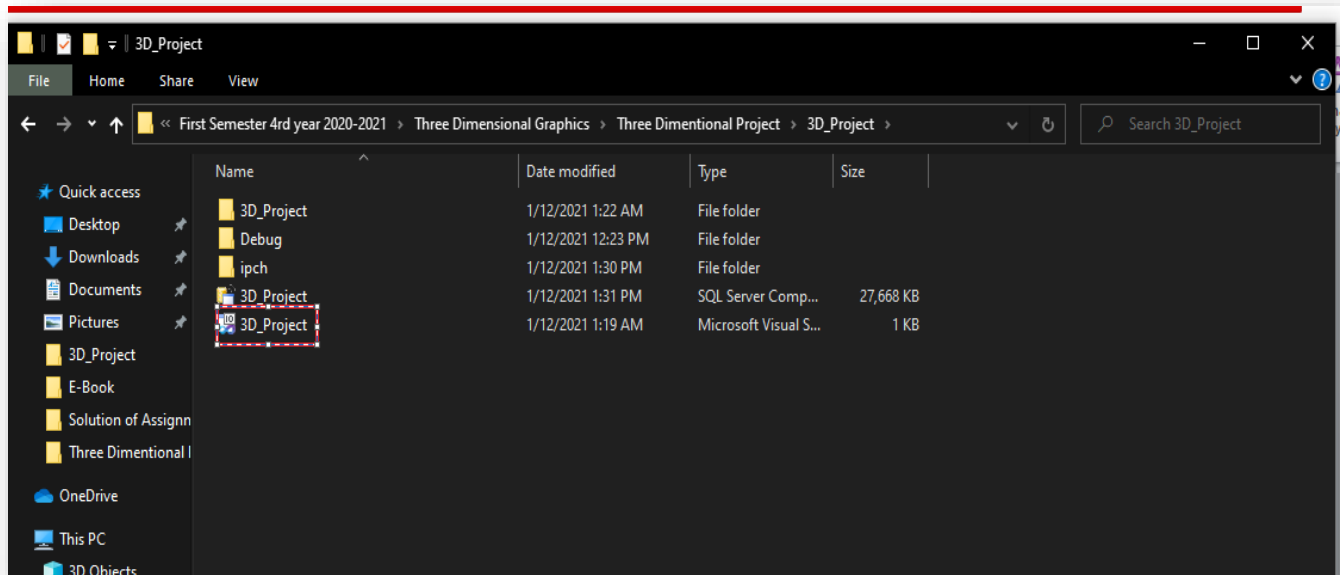 3D_Project
File Home Share View
« First Semester 4rd year 2020-2021 › Three Dimensional Graphics › Three Dimentional Project › 3D_Project › Search 3D_Project
Name Date modified Type Size
Quick access
Desktop
Downloads
Documents
Pictures
3D_Project
E-Book
Solution of Assignn
Three Dimentional
OneDrive
This PC
3D Objects
3D_Project 1/12/2021 1:22 AM File folder
Debug 1/12/2021 12:23 PM File folder
ipch 1/12/2021 1:30 PM File folder
3D_Project 1/12/2021 1:31 PM SQL Server Comp... 27,668 KB
3D_Project 1/12/2021 1:19 AM Microsoft Visual S... 1 KB